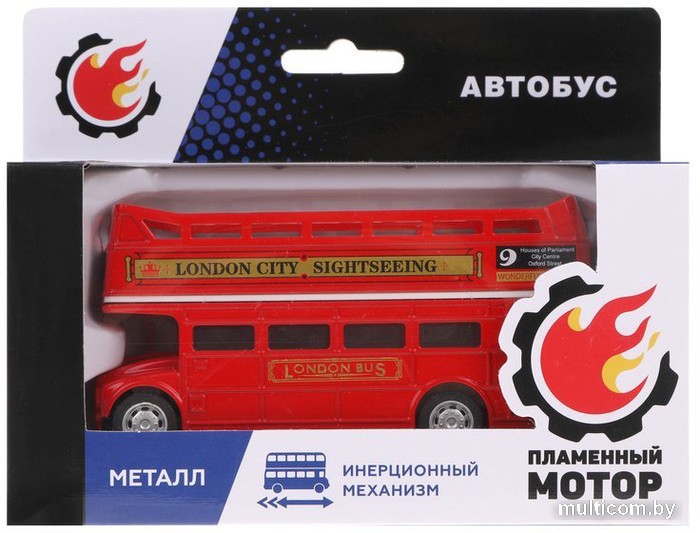 АВТОБУС
LONDON CITY SIGHTSEEING
9
Houses of Parliament
City Centre
Oxford Street
LONDON BUS
МЕТАЛЛ
ИНЕРЦИОННЫЙ
МЕХАНИЗМ
ПЛАМЕННЫЙ
МОТОР
multicom.by